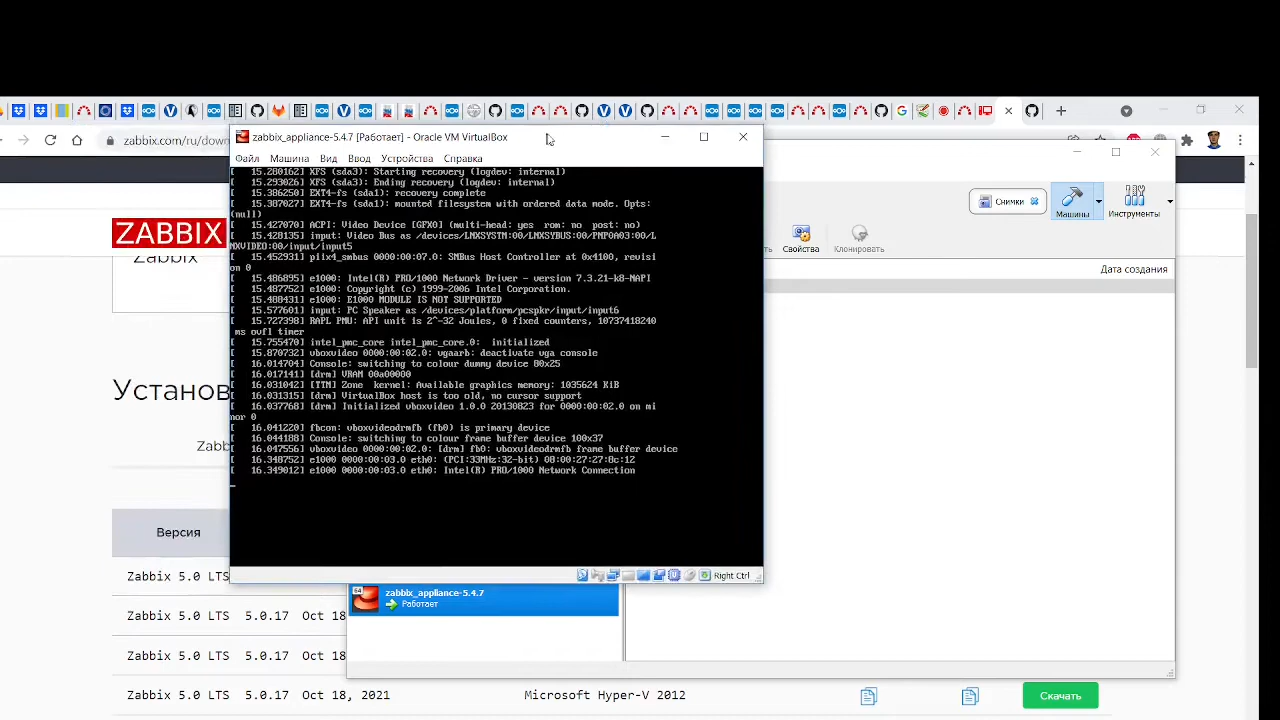 zabbix.com/ru/down
zabbix_appliance-5.4.7 [Работает] - Oracle VM VirtualBox
Файл Машина Вид Ввод Устройства Справка
[ 15.280162] XFS (sda3): Starting recovery (logdev: internal)
[ 15.293026] XFS (sda3): Ending recovery (logdev: internal)
[ 15.386250] EXT4-fs (sda1): recovery complete
[ 15.387027] EXT4-fs (sda1): mounted filesystem with ordered data mode. Opts:
(null)
[ 15.427070] ACPI: Video Device [GFX0] (multi-head: yes rom: no post: no)
[ 15.428135] input: Video Bus as /devices/LNXSYSTM:00/LNXSYBUS:00/PNP0A03:00/L
NXVIDEO:00/input/input5
[ 15.452931] piix4_smbus 0000:00:07.0: SMBus Host Controller at 0x4100, revisi
on 0
[ 15.486855] e1000: Intel(R) PRO/1000 Network Driver - version 7.3.21-k8-NAPI
[ 15.487752] e1000: Copyright (c) 1999-2006 Intel Corporation.
[ 15.488431] e1000: E1000 MODULE IS NOT SUPPORTED
[ 15.577601] input: PC Speaker as /devices/platform/pcspkr/input/input6
[ 15.727398] RAPL PMU: API unit is 2^-32 Joules, 0 fixed counters, 10737418240
ms ovfl timer
[ 15.755470] intel_pmc_core intel_pmc_core.0: initialized
[ 15.870732] vboxvideo 0000:00:02.0: vgaarb: deactivate vga console
[ 16.014704] Console: switching to colour dummy device 80x25
[ 16.017141] [drm] VRAM 00a00000
[ 16.031042] [TTM] Zone kernel: Available graphics memory: 1035624 KiB
[ 16.031315] [drm] VirtualBox host is too old, no cursor support
[ 16.037768] [drm] Initialized vboxvideo 1.0.0 20130823 for 0000:00:02.0 on mi
nor 0
[ 16.041220] fbcon: vboxvideodrmfb (fb0) is primary device
[ 16.044188] Console: switching to colour frame buffer device 100x37
[ 16.047556] vboxvideo 0000:00:02.0: [drm] fb0: vboxvideodrmfb frame buffer device
[ 16.348752] e1000 0000:00:03.0 eth0: (PCI:33MHz:32-bit) 08:00:27:27:8c:12
[ 16.349012] e1000 0000:00:03.0 eth0: Intel(R) PRO/1000 Network Connection
Right Ctrl
Снимки
Машины
Инструменты
Свойства
Клонировать
Дата создания
64
zabbix_appliance-5.4.7
Работает
ZABBIX
Zabbix
Установ
Zabb
Версия
Zabbix 5.0 LTS
Zabbix 5.0 LTS 5.0.17 Oct 18
Zabbix 5.0 LTS 5.0.17 Oct 18
Zabbix 5.0 LTS 5.0.17 Oct 18, 2021 Microsoft Hyper-V 2012 Скачать